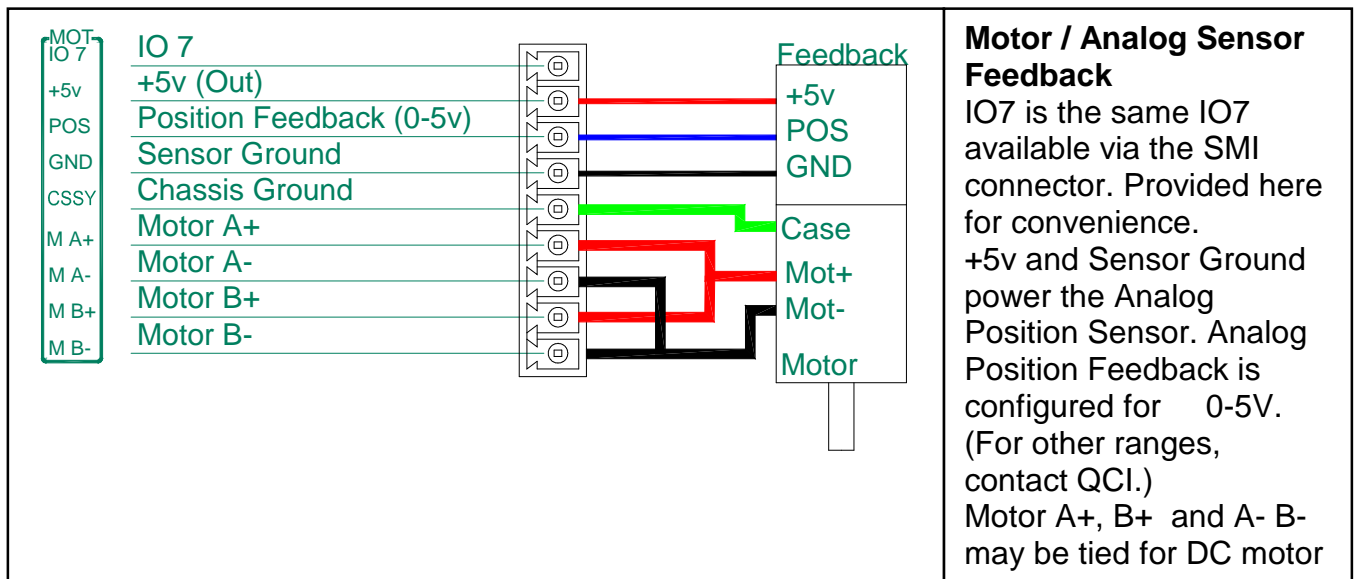 MOT
IO 7
+5v
POS
GND
CSSY
M A+
M A-
M B+
M B-
IO 7
+5v (Out)
Position Feedback (0-5v)
Sensor Ground
Chassis Ground
Motor A+
Motor A-
Motor B+
Motor B-
Feedback
+5v
POS
GND
Case
Mot+
Mot-
Motor
Motor / Analog Sensor
Feedback
IO7 is the same IO7
available via the SMI
connector. Provided here
for convenience.
+5v and Sensor Ground
power the Analog
Position Sensor. Analog
Position Feedback is
configured for 0-5V.
(For other ranges,
contact QCI.)
Motor A+, B+ and A- B-
may be tied for DC motor